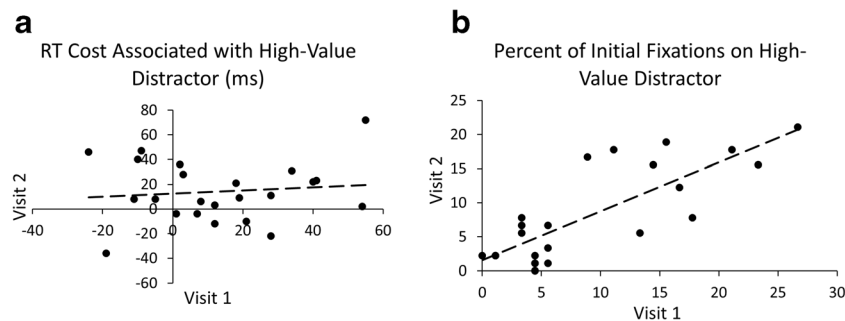 a
RT Cost Associated with High-Value
Distractor (ms)
80
60
40
20
0
-20
-40
-60
-40
-20
0
20
40
60
Visit 2
Visit 1
b
Percent of Initial Fixations on High-
Value Distractor
25
20
15
10
5
0
0
5
10
15
20
25
30
Visit 2
Visit 1